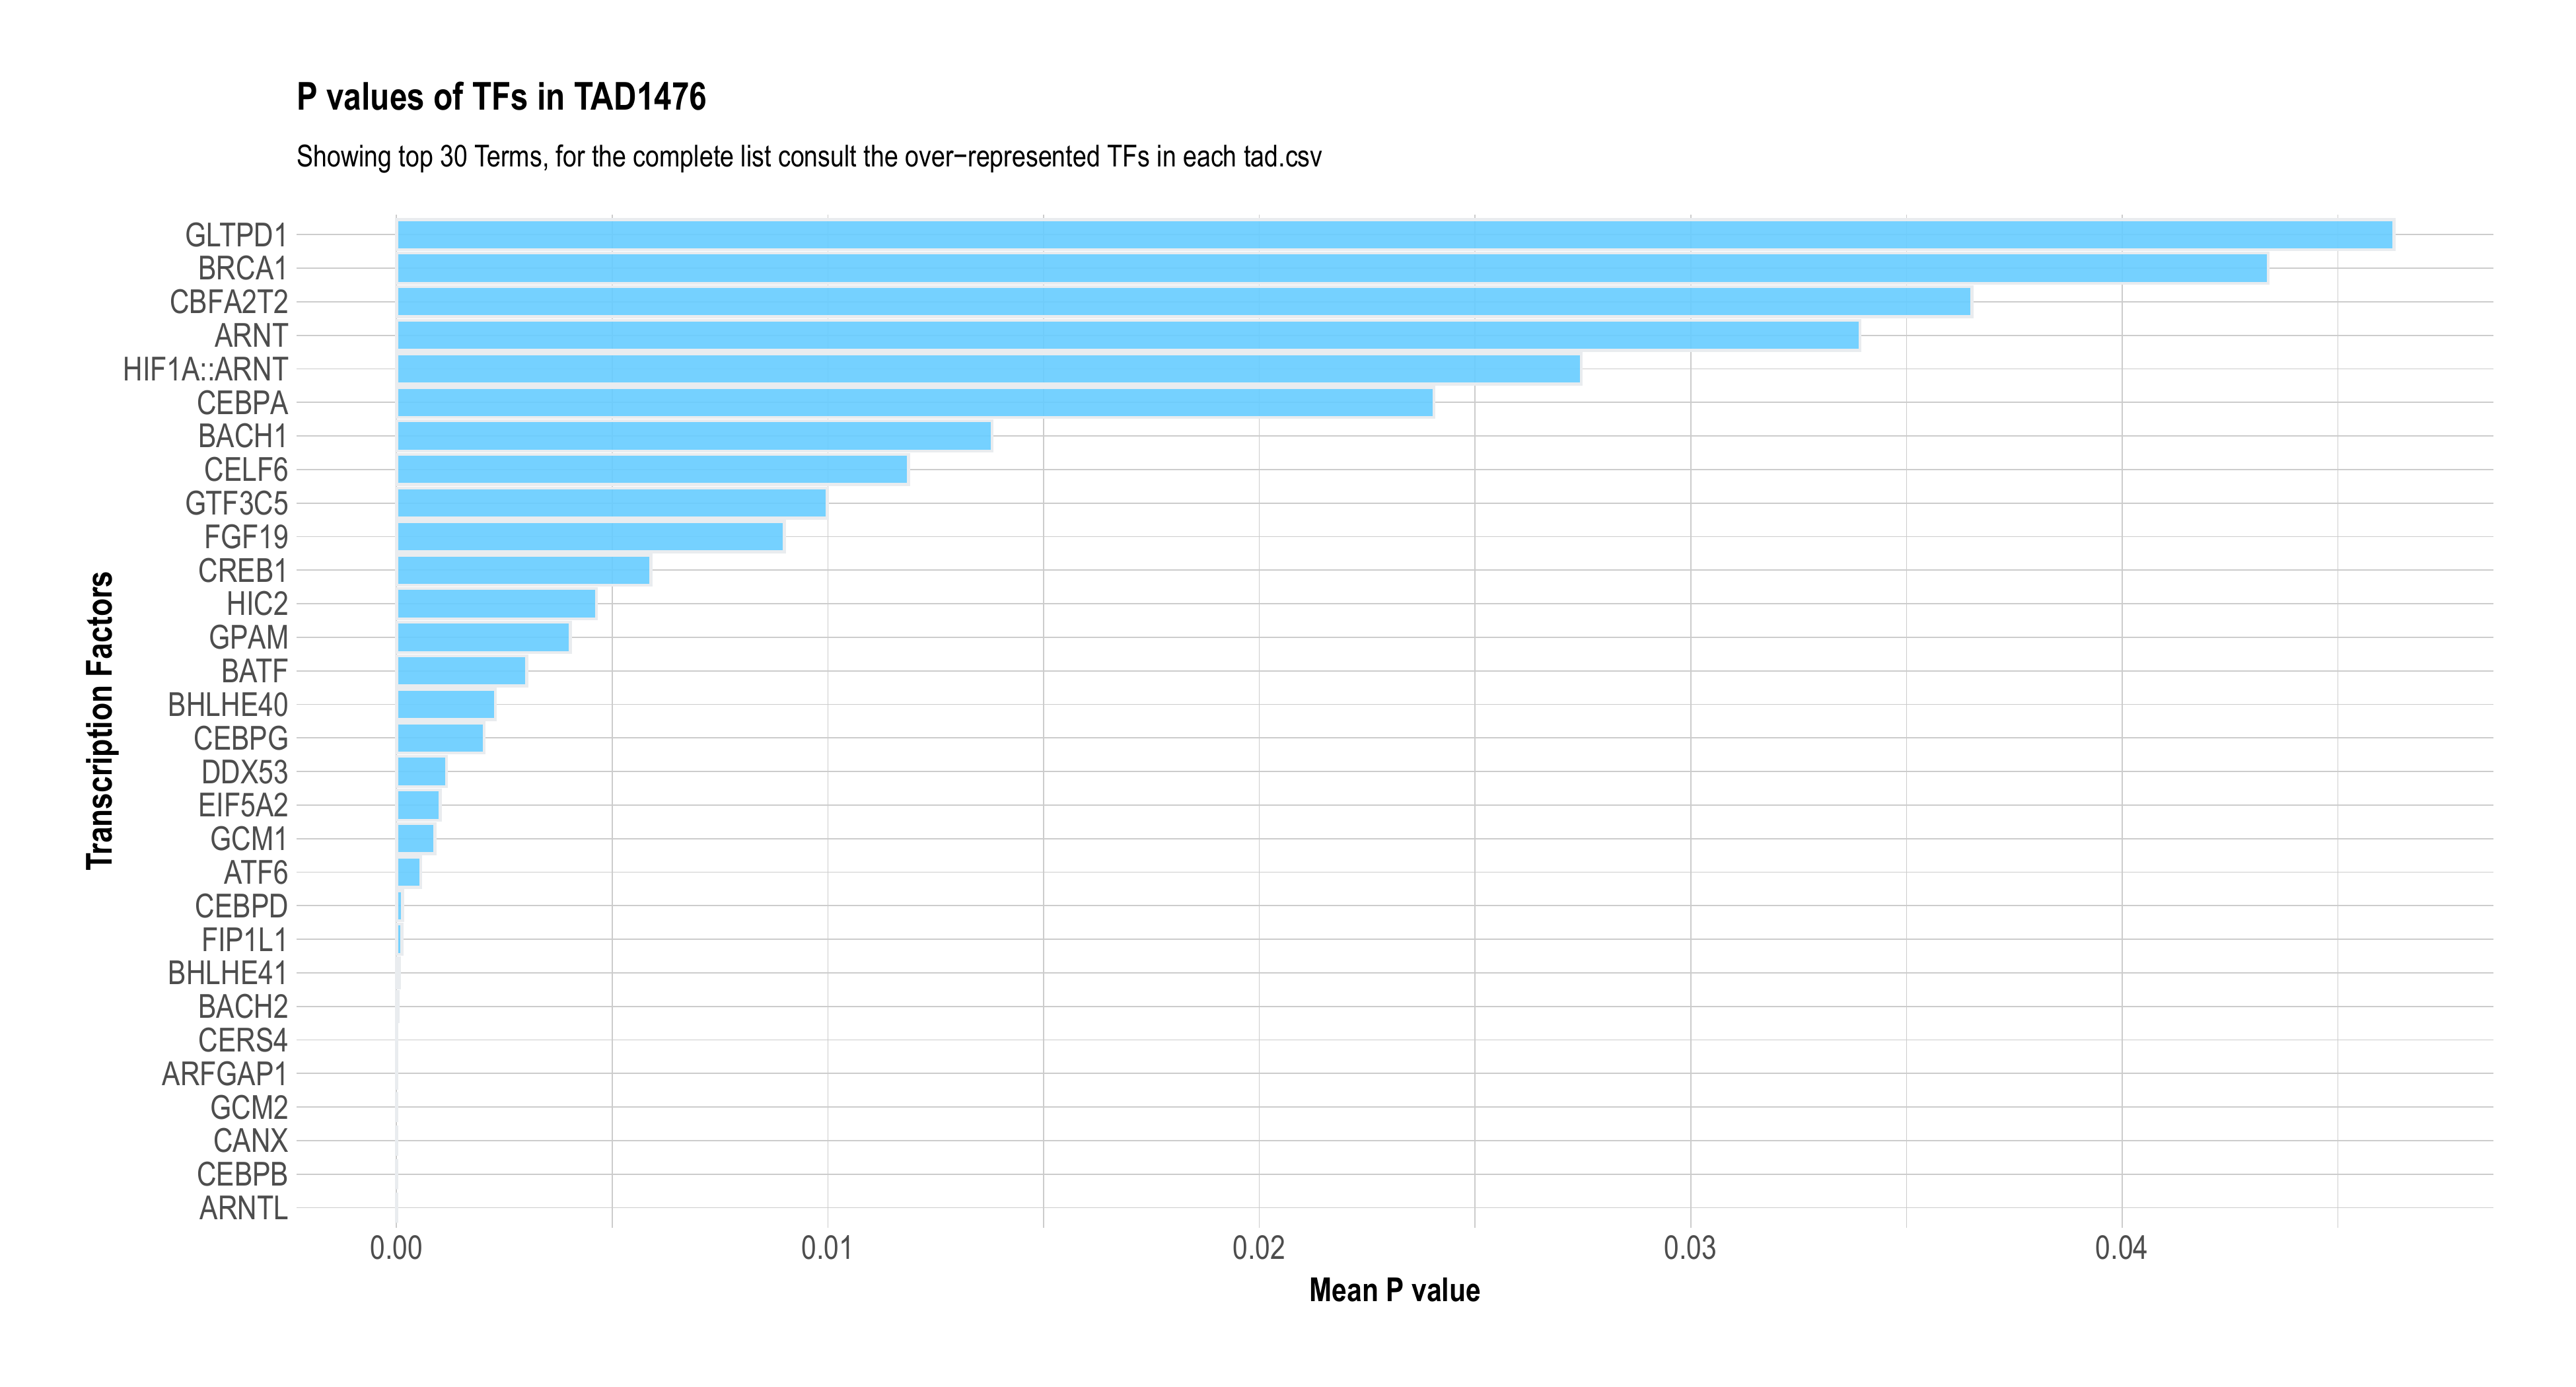 P values of TFs in TAD1476
Showing top 30 Terms, for the complete list consult the over−represented TFs in each tad.csv
GLTPD1
BRCA1
CBFA2T2
ARNT
HIF1A::ARNT
CEBPA
BACH1
CELF6
GTF3C5
FGF19
CREB1
HIC2
GPAM
BATF
BHLHE40
CEBPG
DDX53
EIF5A2
GCM1
ATF6
CEBPD
FIP1L1
BHLHE41
BACH2
CERS4
ARFGAP1
GCM2
CANX
CEBPB
ARNTL
Transcription Factors
0.00 0.01 0.02 0.03 0.04
Mean P value